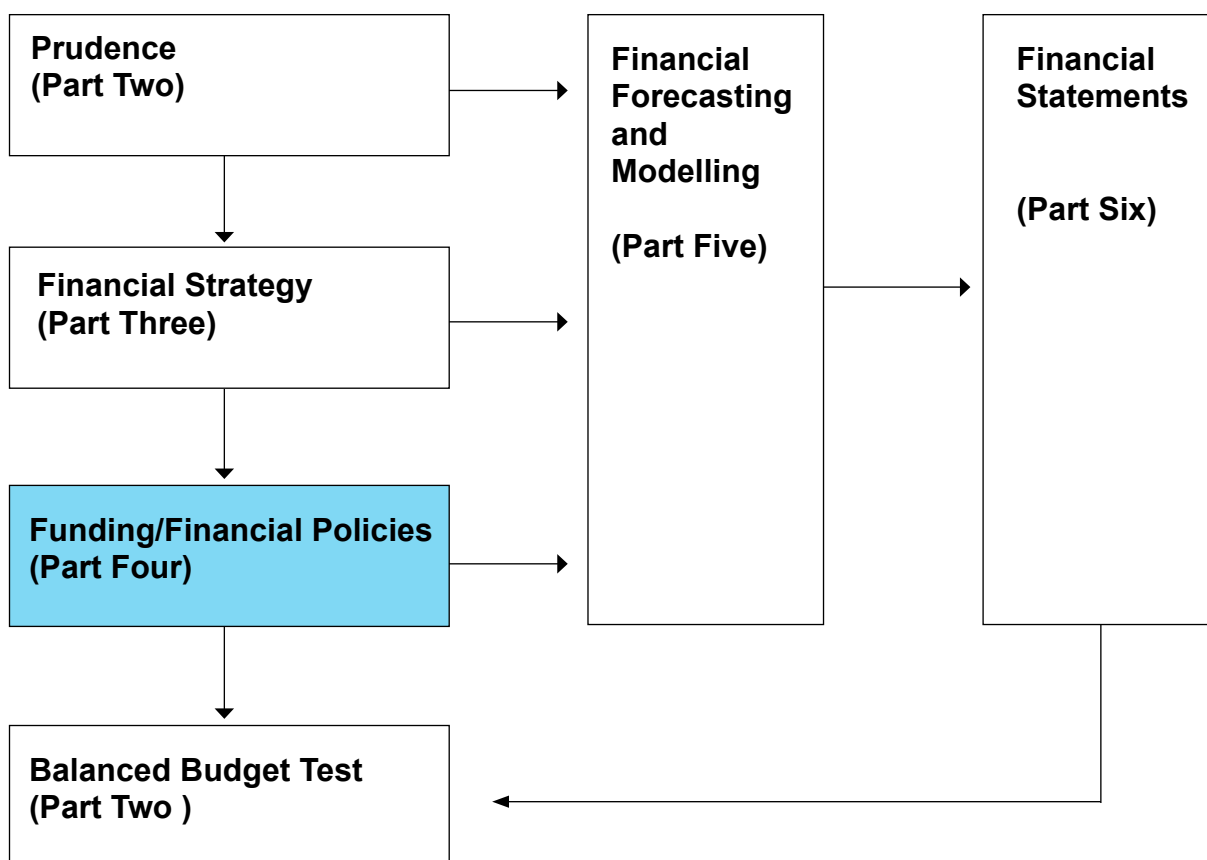 Prudence
(Part Two)
Financial Strategy
(Part Three)
Funding/Financial Policies
(Part Four)
Balanced Budget Test
(Part Two )
Financial
Forecasting
and
Modelling
(Part Five)
Financial
Statements
(Part Six)